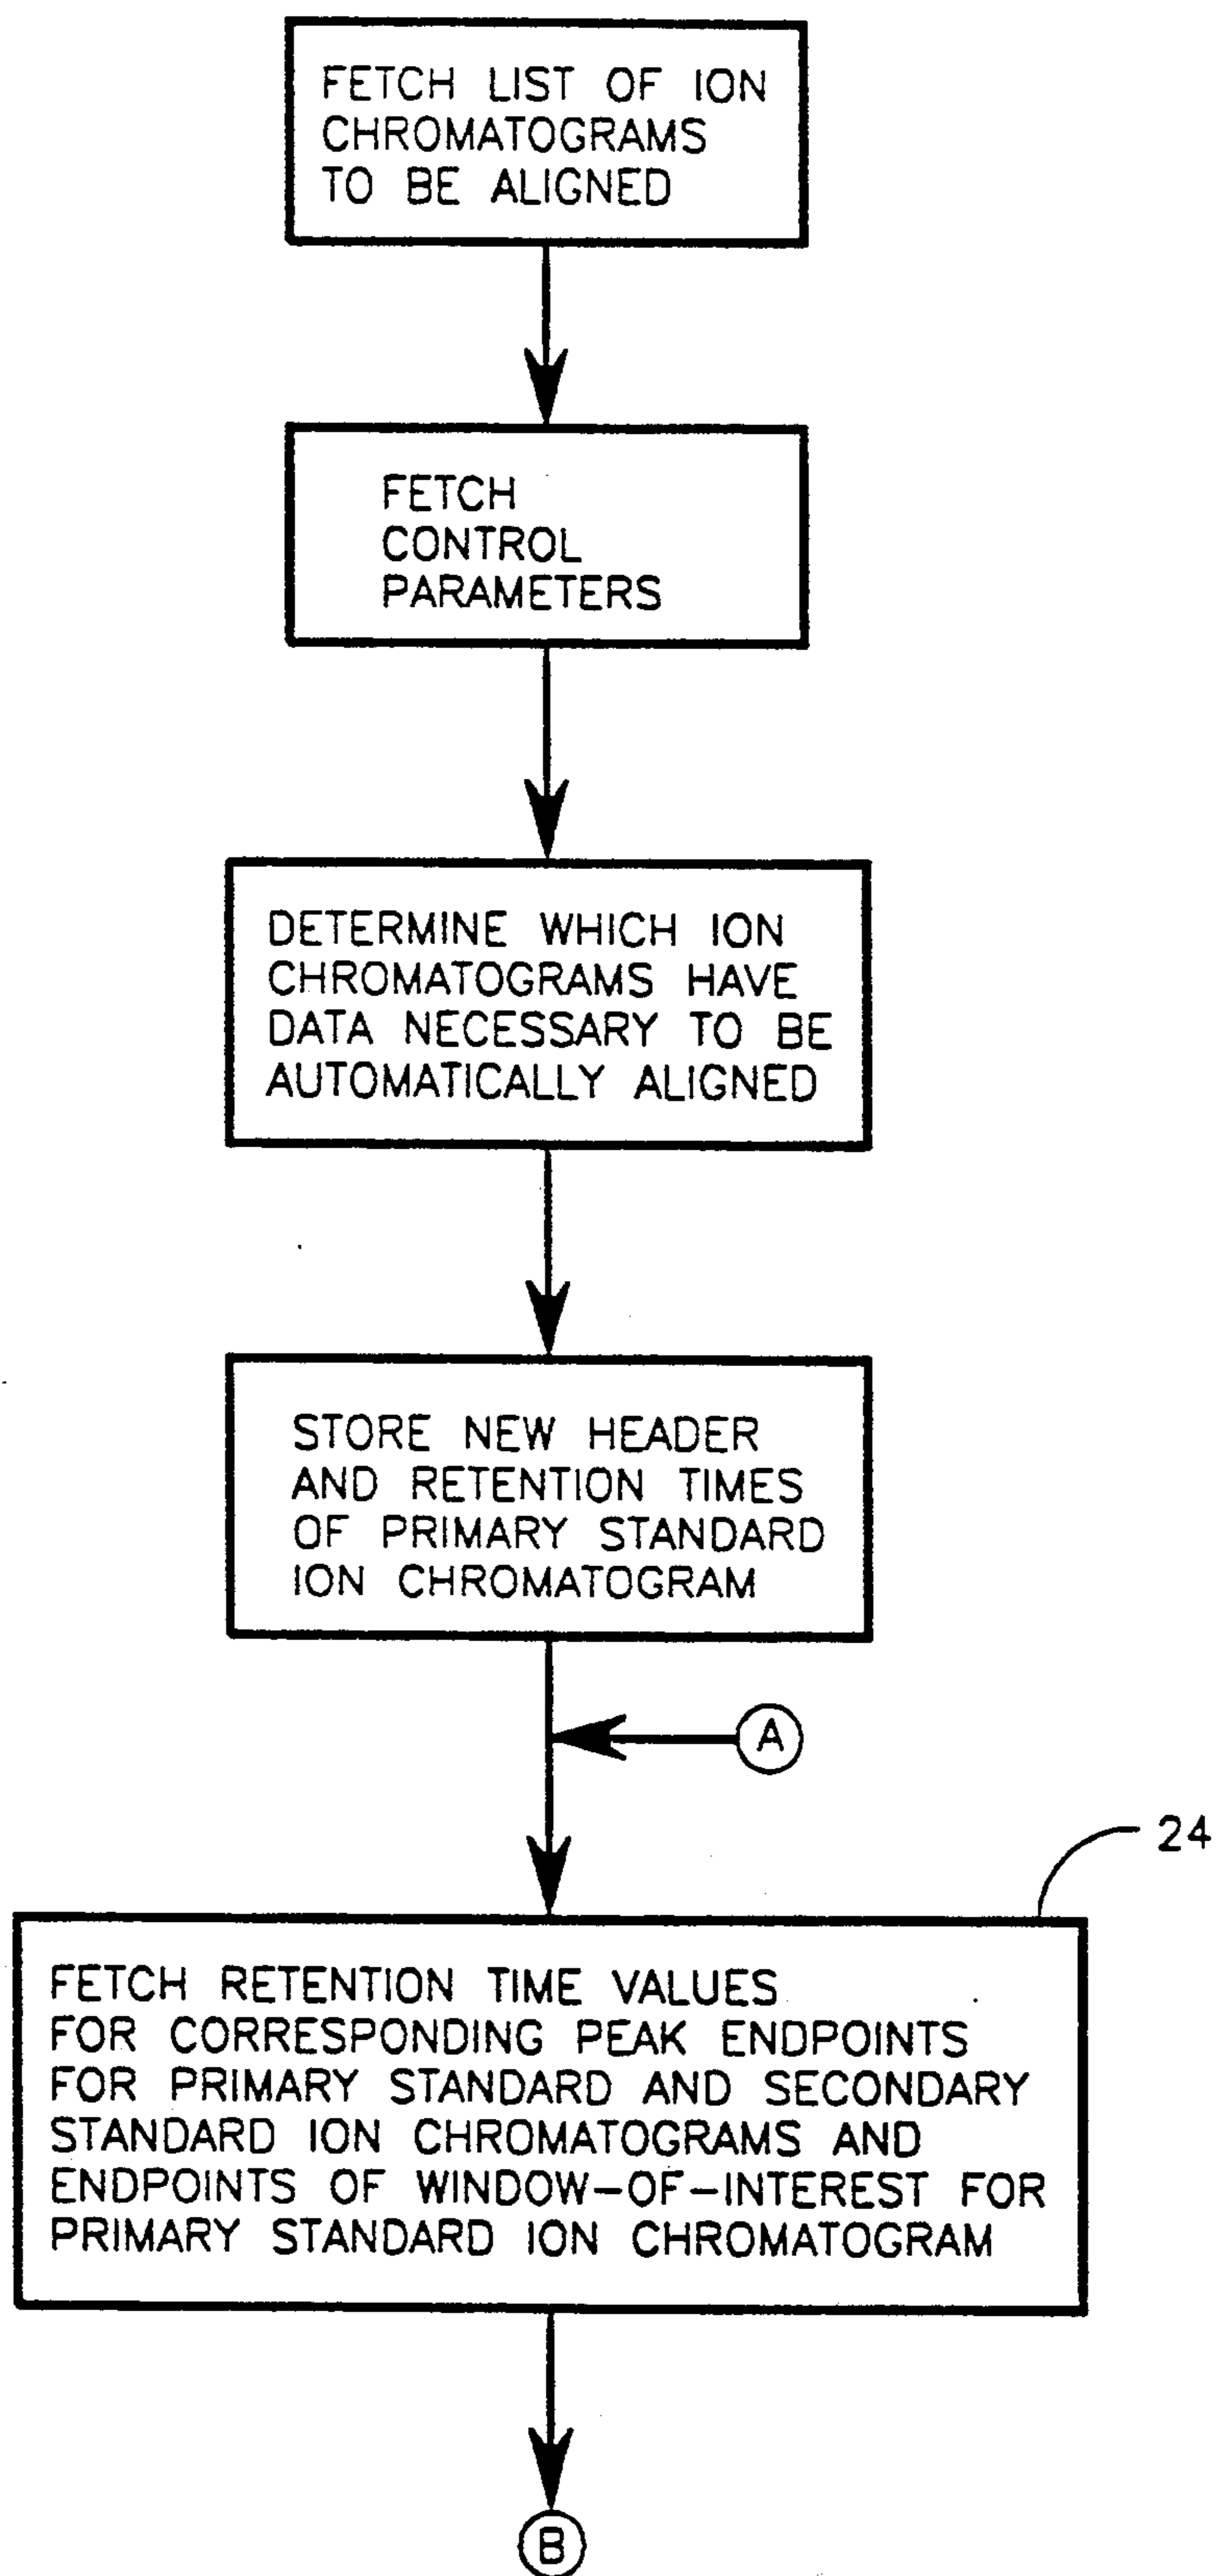 FETCH LIST OF ION
CHROMATOGRAMS
TO BE ALIGNED
FETCH
CONTROL
PARAMETERS
DETERMINE WHICH ION
CHROMATOGRAMS HAVE
DATA NECESSARY TO BE
AUTOMATICALLY ALIGNED
STORE NEW HEADER
AND RETENTION TIMES
OF PRIMARY STANDARD
ION CHROMATOGRAM
A
24
FETCH RETENTION TIME VALUES
FOR CORRESPONDING PEAK ENDPOINTS
FOR PRIMARY STANDARD AND SECONDARY
STANDARD ION CHROMATOGRAMS AND
ENDPOINTS OF WINDOW-OF-INTEREST FOR
PRIMARY STANDARD ION CHROMATOGRAM
B